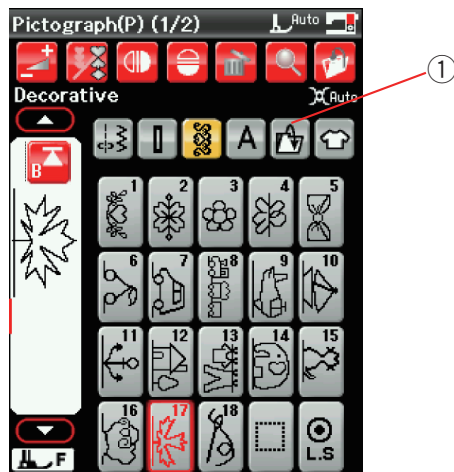 Pictograph(P) (1/2) Auto
①
Decorative Auto
A
B
1 2 3 4 5
6 7 8 9 10
11 12 13 14 15
16 17 18 L.S
F